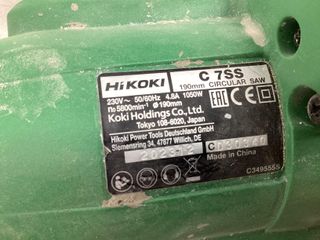 HiKOKI
C 7SS
190mm CIRCULAR SAW
230V~ 50/60Hz 4.8A 1050W
n₀ 5800min⁻¹ ⌀190mm
Koki Holdings Co., Ltd.
Tokyo 108-6020, Japan
Hikoki Power Tools Deutschland GmbH
Siemensring 34, 47877 Willich, DE
Made in China
C3495555